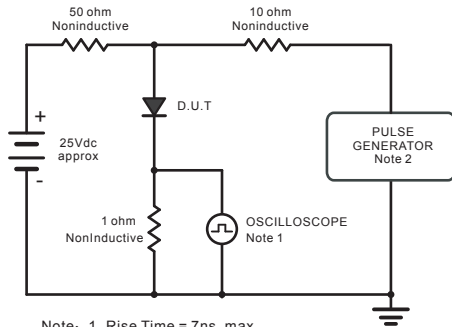 50 ohm
Noninductive
10 ohm
Noninductive
D.U.T
+
25Vdc
approx
-
PULSE
GENERATOR
Note 2
1 ohm
NonInductive
OSCILLOSCOPE
Note 1
Note: 1. Rise Time = 7ns. max.